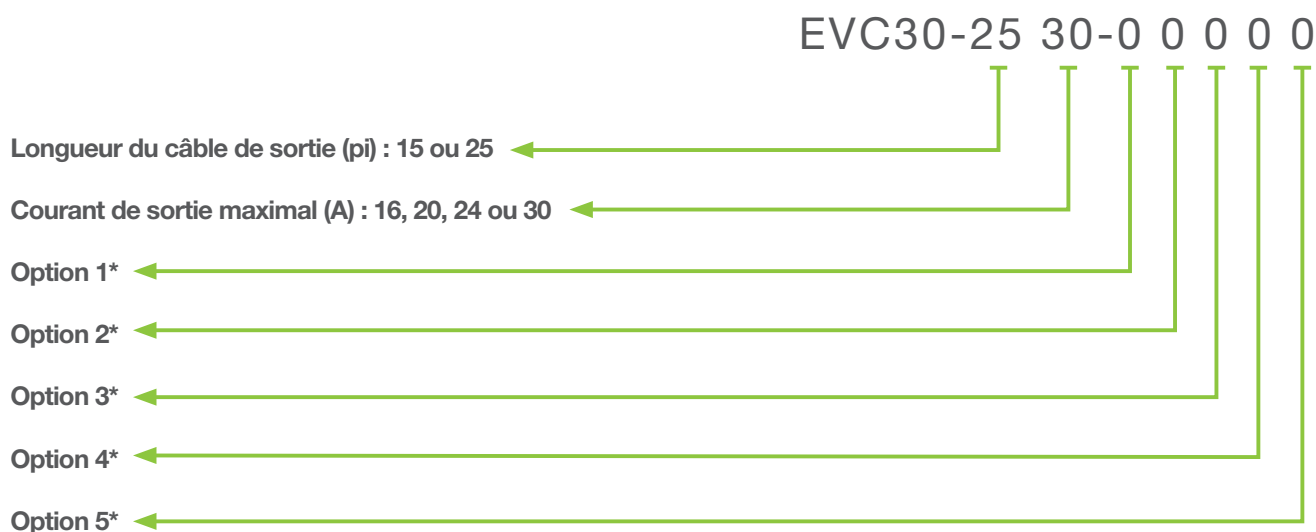 EVC30-25 30-0 0 0 0 0
Longueur du câble de sortie (pi) : 15 ou 25
Courant de sortie maximal (A) : 16, 20, 24 ou 30
Option 1*
Option 2*
Option 3*
Option 4*
Option 5*